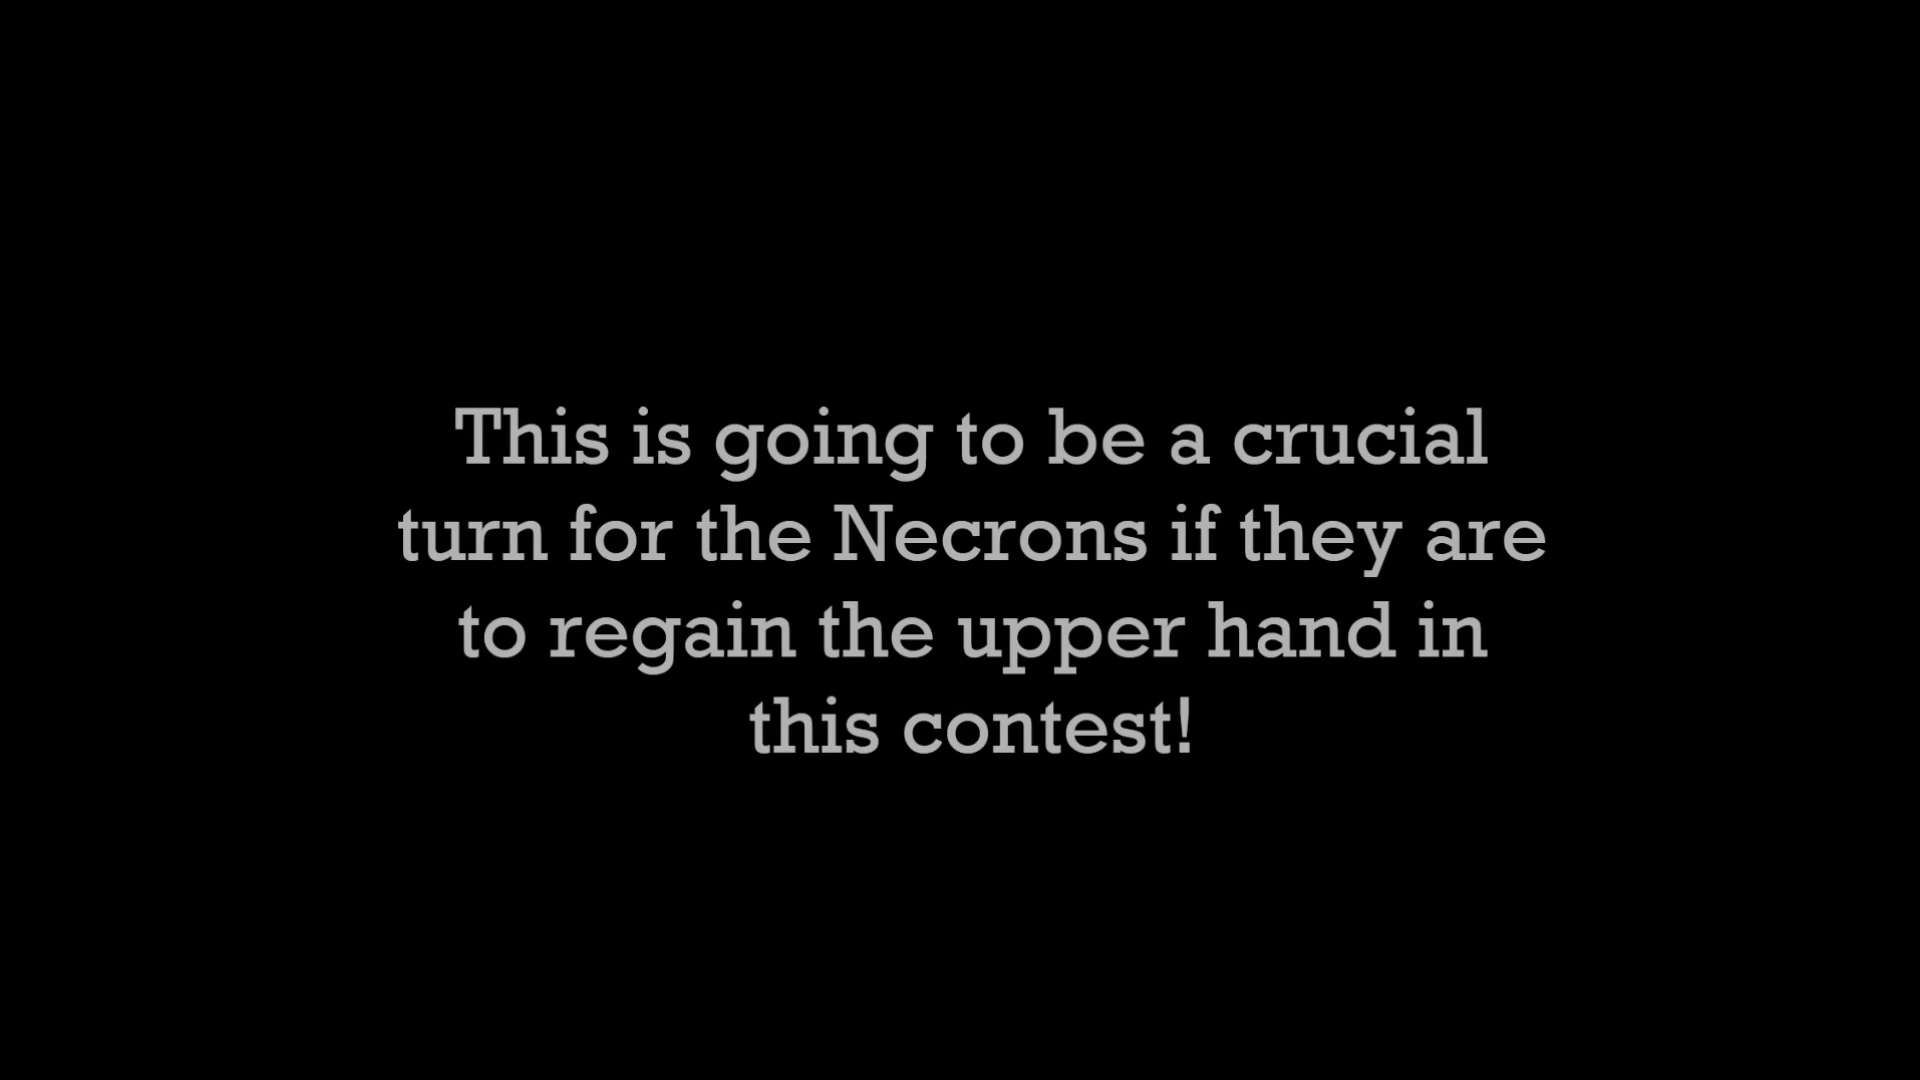 This is going to be a crucial
turn for the Necrons if they are
to regain the upper hand in
this contest!